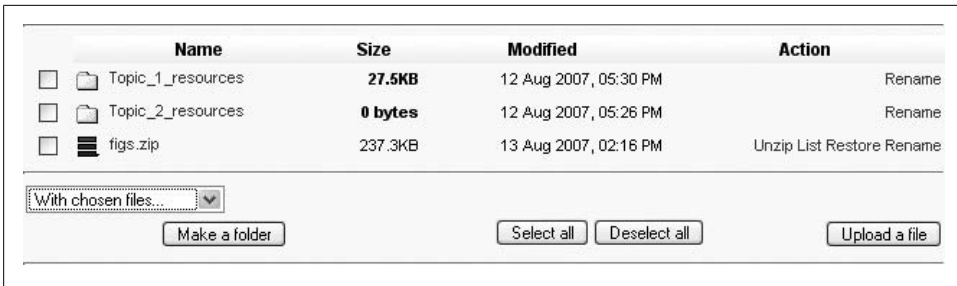 Name Size Modified Action
Topic_1_resources 27.5KB 12 Aug 2007, 05:30 PM Rename
Topic_2_resources 0 bytes 12 Aug 2007, 05:26 PM Rename
figs.zip 237.3KB 13 Aug 2007, 02:16 PM Unzip List Restore Rename
With chosen files...
Make a folder Select all Deselect all Upload a file